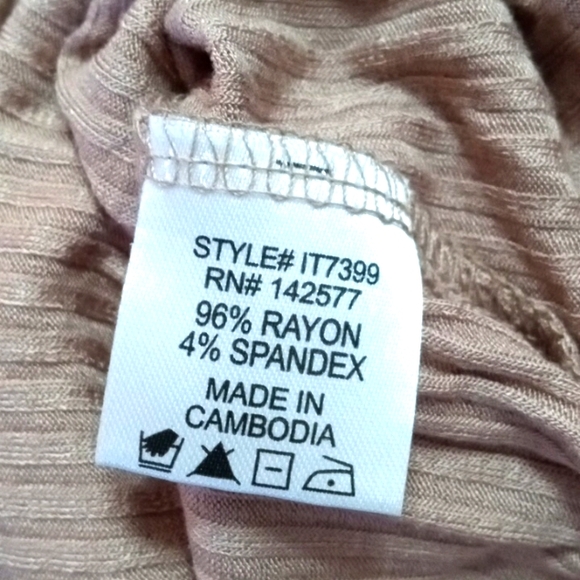 STYLE# IT7399
RN# 142577
96% RAYON
4% SPANDEX
MADE IN
CAMBODIA